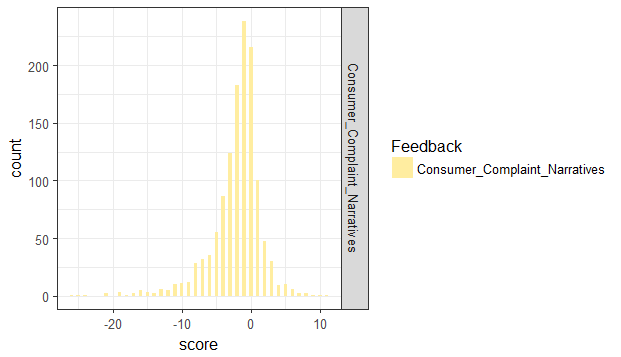 200
150
100
50
0
count
-20
-10
0
10
score
Consumer_Complaint_Narratives
Feedback
Consumer_Complaint_Narratives